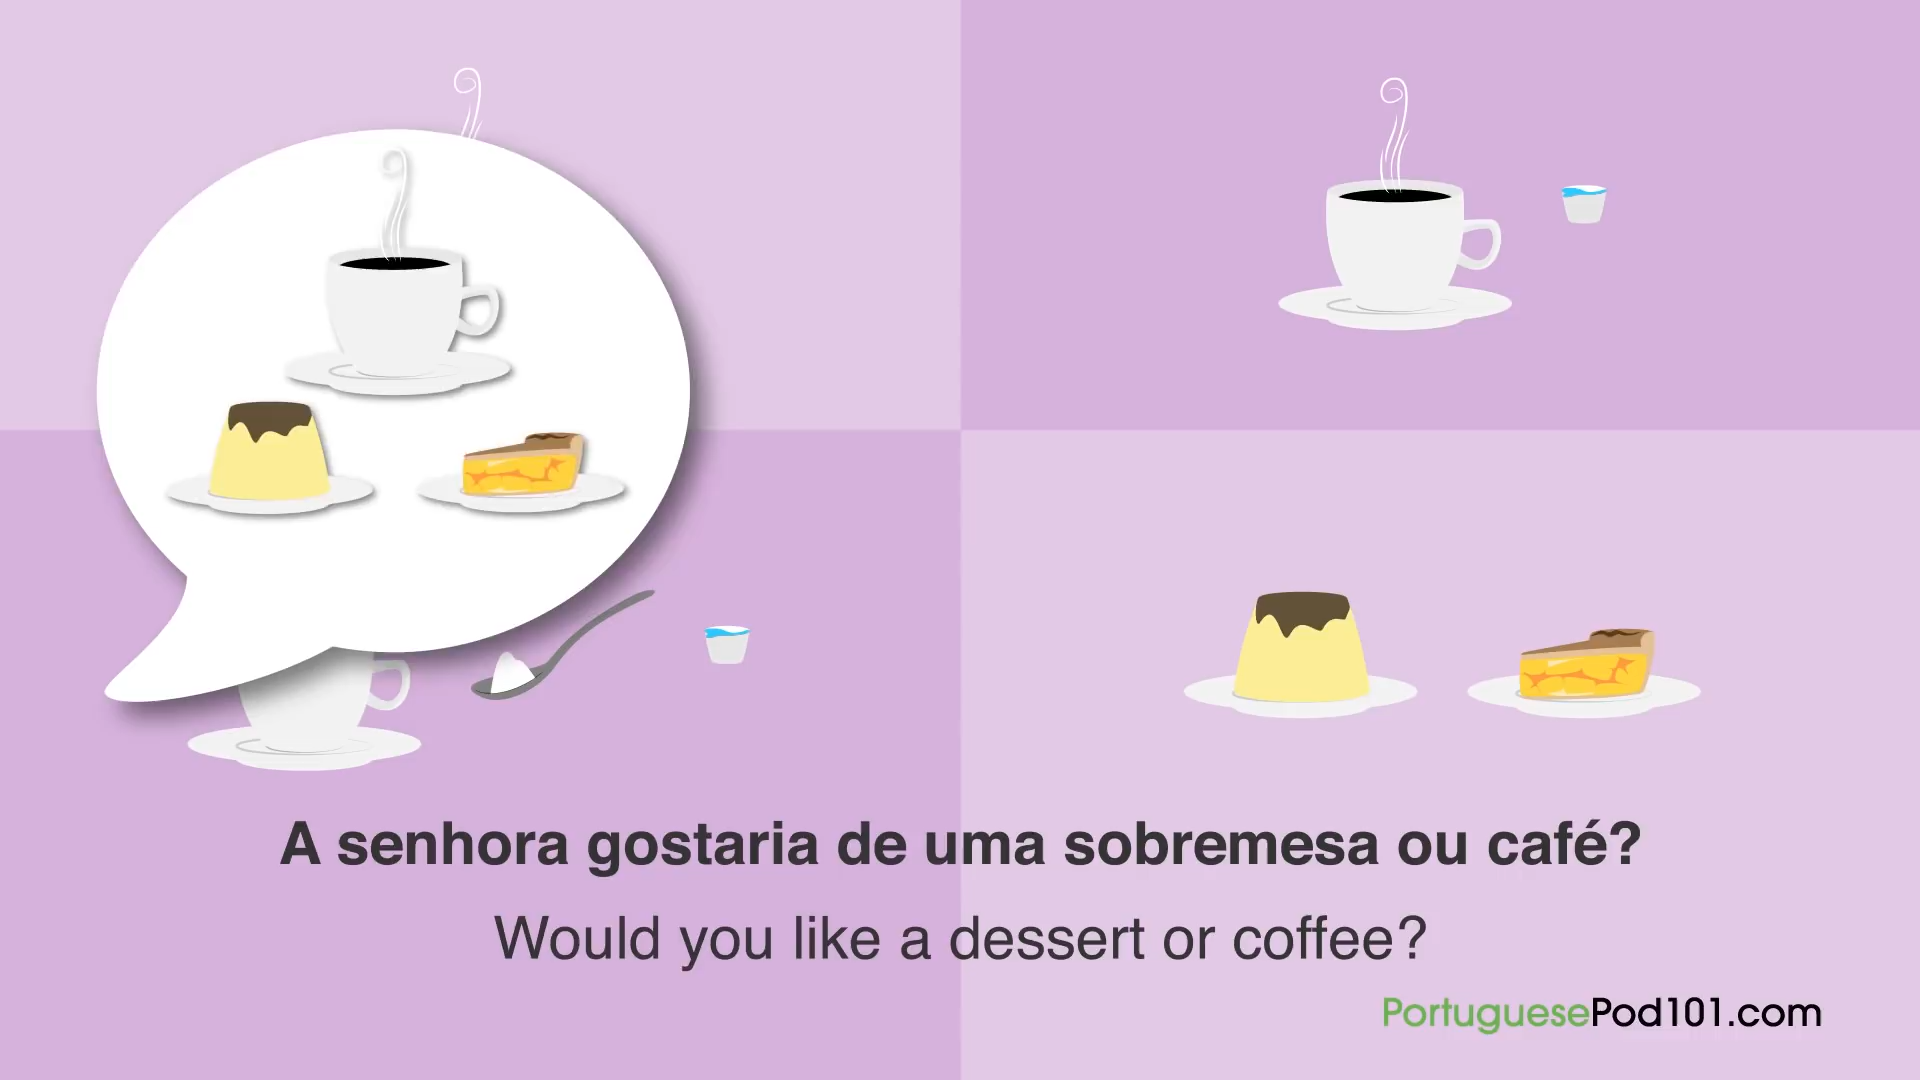 A senhora gostaria de uma sobremesa ou café?
Would you like a dessert or coffee?
PortuguesePod101.com